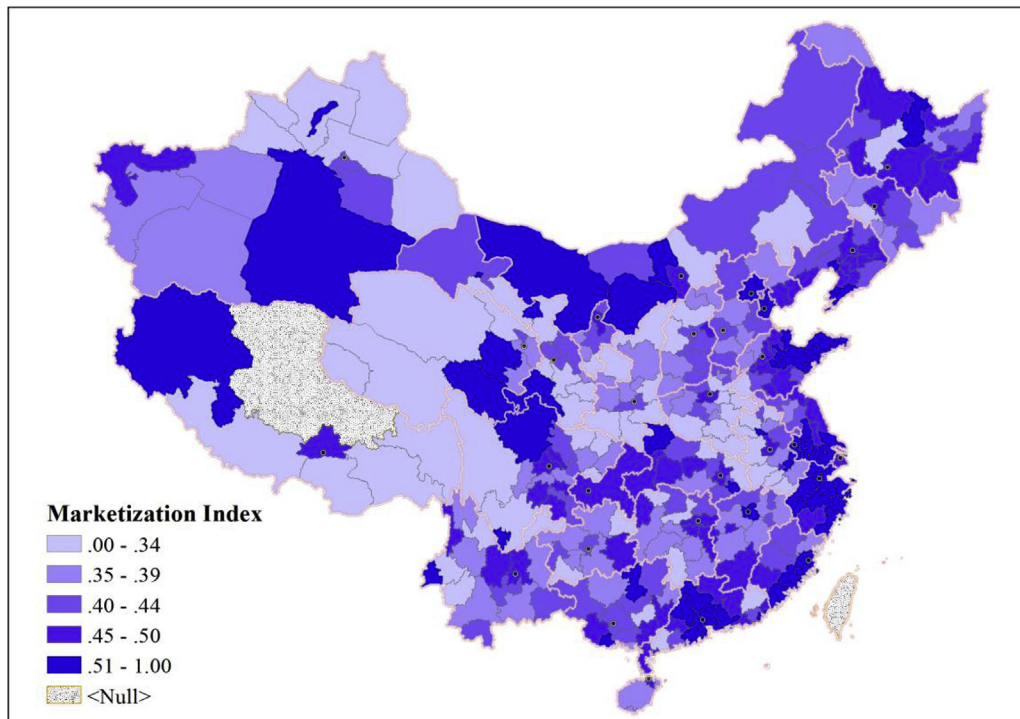 Marketization Index
.00 - .34
.35 - .39
.40 - .44
.45 - .50
.51 - 1.00
<Null>